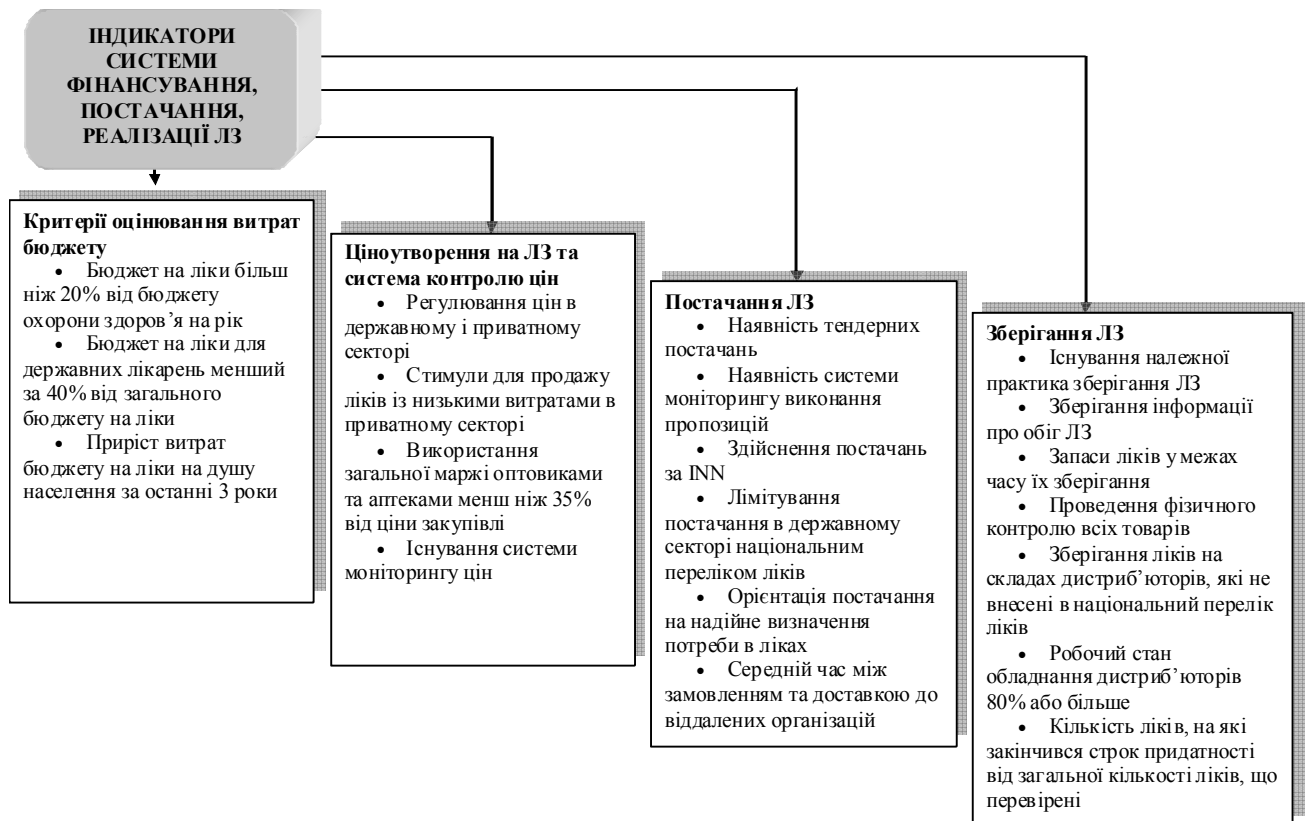 ІНДИКАТОРИ
СИСТЕМИ
ФІНАНСУВАННЯ,
ПОСТАЧАННЯ,
РЕАЛІЗАЦІЇ ЛЗ
Критерії оцінювання витрат
бюджету
• Бюджет на ліки більш
ніж 20% від бюджету
охорони здоров’я на рік
• Бюджет на ліки для
державних лікарень менший
за 40% від загального
бюджету на ліки
• Приріст витрат
бюджету на ліки на душу
населення за останні 3 роки
Ціноутворення на ЛЗ та
система контролю цін
• Регулювання цін в
державному і приватному
секторі
• Стимули для продажу
ліків із низькими витратами в
приватному секторі
• Використання
загальної маржі оптовиками
та аптеками менш ніж 35%
від ціни закупівлі
• Існування системи
моніторингу цін
Постачання ЛЗ
• Наявність тендерних
постачань
• Наявність системи
моніторингу виконання
пропозицій
• Здійснення постачань
за INN
• Лімітування
постачання в державному
секторі національним
переліком ліків
• Орієнтація постачання
на надійне визначення
потреби в ліках
• Середній час між
замовленням та доставкою до
віддалених організацій
Зберігання ЛЗ
• Існування належної
практика зберігання ЛЗ
• Зберігання інформації
про обіг ЛЗ
• Запаси ліків у межах
часу їх зберігання
• Проведення фізичного
контролю всіх товарів
• Зберігання ліків на
складах дистриб’юторів, які не
внесені в національний перелік
ліків
• Робочий стан
обладнання дистриб’юторів
80% або більше
• Кількість ліків, на які
закінчився строк придатності
від загальної кількості ліків, що
перевірені